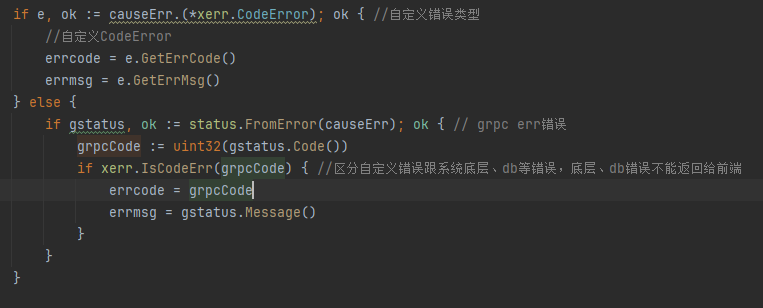 if e, ok := causeErr.(*xerr.CodeError); ok { //自定义错误类型
    //自定义CodeError
    errcode = e.GetErrCode()
    errmsg = e.GetErrMsg()
} else {
    if gstatus, ok := status.FromError(causeErr); ok { // grpc err错误
        grpcCode := uint32(gstatus.Code())
        if xerr.IsCodeErr(grpcCode) { //区分自定义错误跟系统底层、db等错误，底层、db错误不能返回给前端
            errcode = grpcCode
            errmsg = gstatus.Message()
        }
    }
}